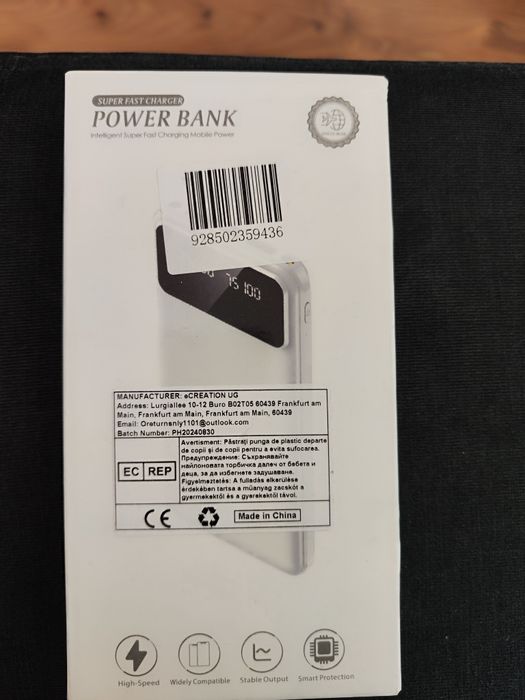 SUPER FAST CHARGER
POWER BANK
Intelligent Super Fast Charging Mobile Power
928502359436
75 100
MANUFACTURER: eCREATION UG
Address: Lurgiallee 10-12 Buro B02T05 60439 Frankfurt am
Main, Frankfurt am Main, Frankfurt am Main, 60439
Email: Oreturnsnly1101@outlook.com
Batch Number: PH20240830
EC REP
Avertisment: Păstrați punga de plastic departe
de copii și de copii pentru a evita sufocarea.
Предупреждение: Съхранявайте
найлоновата торбичка далеч от бебета и
деца, за да избегнете задушаване.
Figyelmeztetés: A fulladás elkerülése
érdekében tartsa a műanyag zacskót a
gyermekektől és a gyerekektől távol.
CE
Made in China
High-Speed
Widely Compatible
Stable Output
Smart Protection